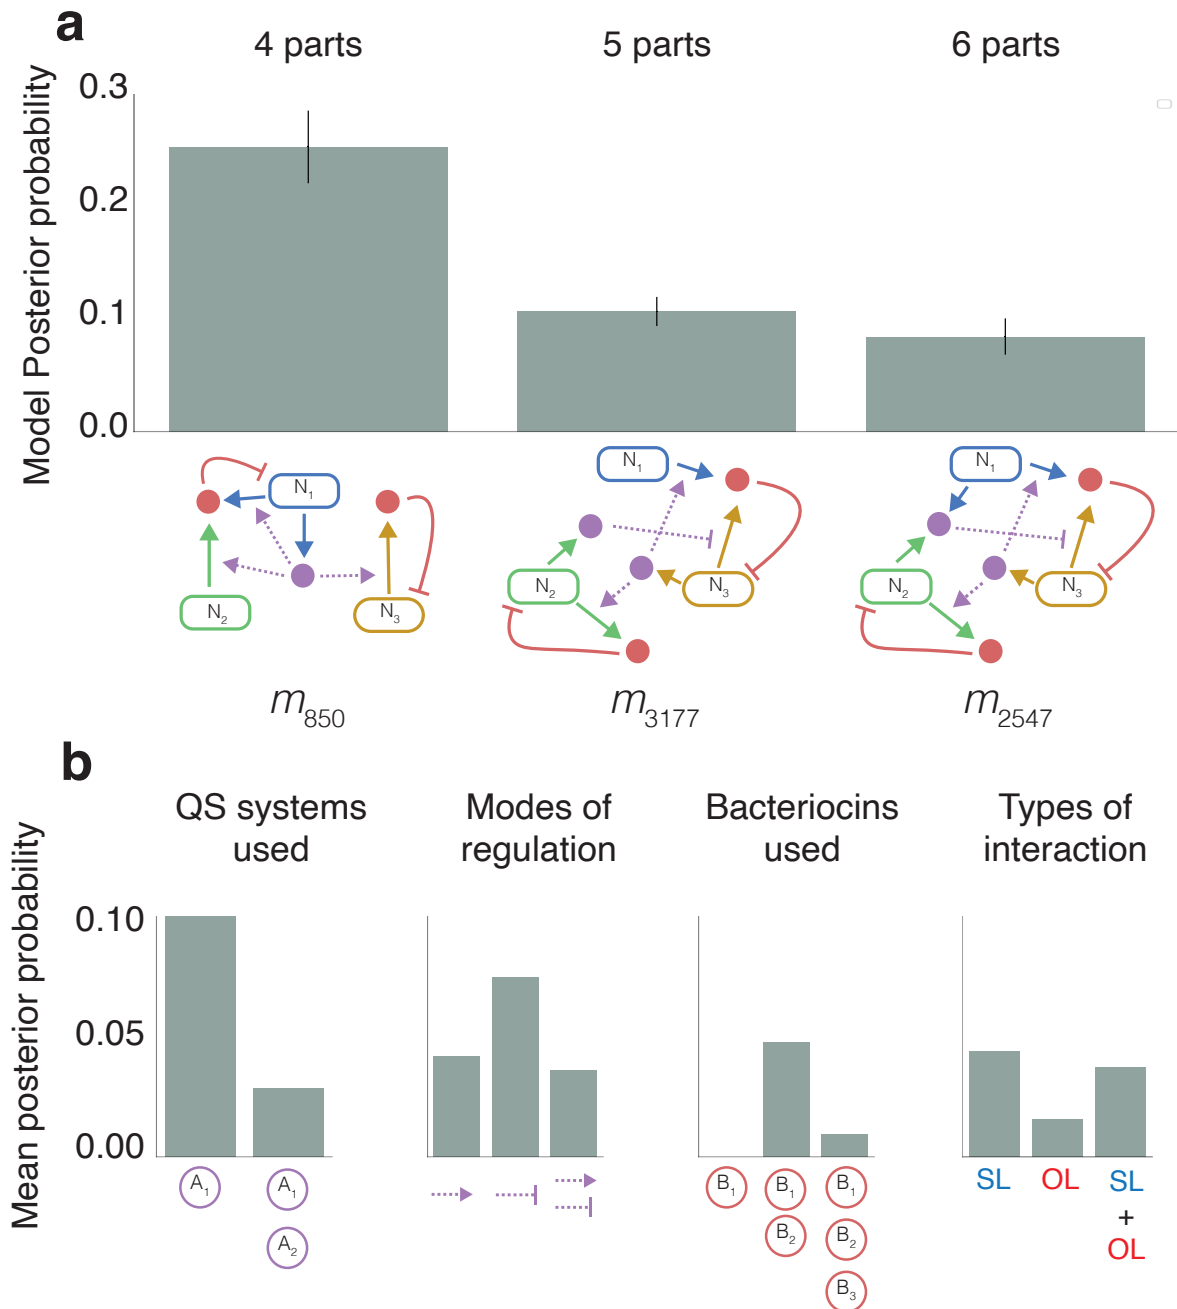 a
4 parts
5 parts
6 parts
Model Posterior probability
0.3
0.2
0.1
0.0
N1
N2
N3
N1
N2
N3
N1
N2
N3
m850
m3177
m2547
b
QS systems
used
Modes of
regulation
Bacteriocins
used
Types of
interaction
Mean posterior probability
0.10
0.05
0.00
A1
A1
A2
B1
B1
B2
B1
B2
B3
SL
OL
SL
+
OL